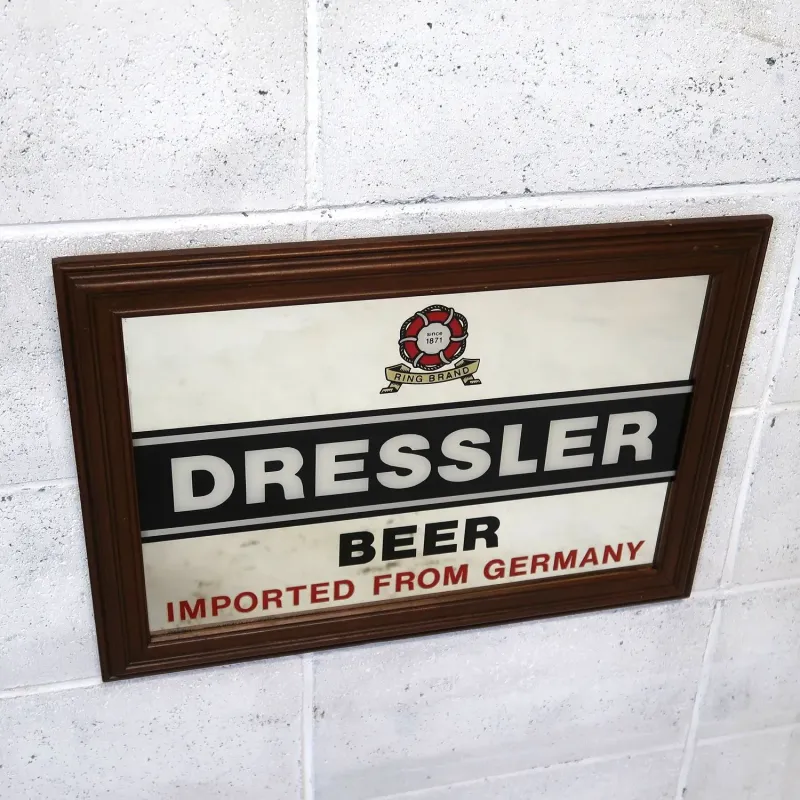 since
1871
RING BRAND
DRESSLER
BEER
IMPORTED FROM GERMANY